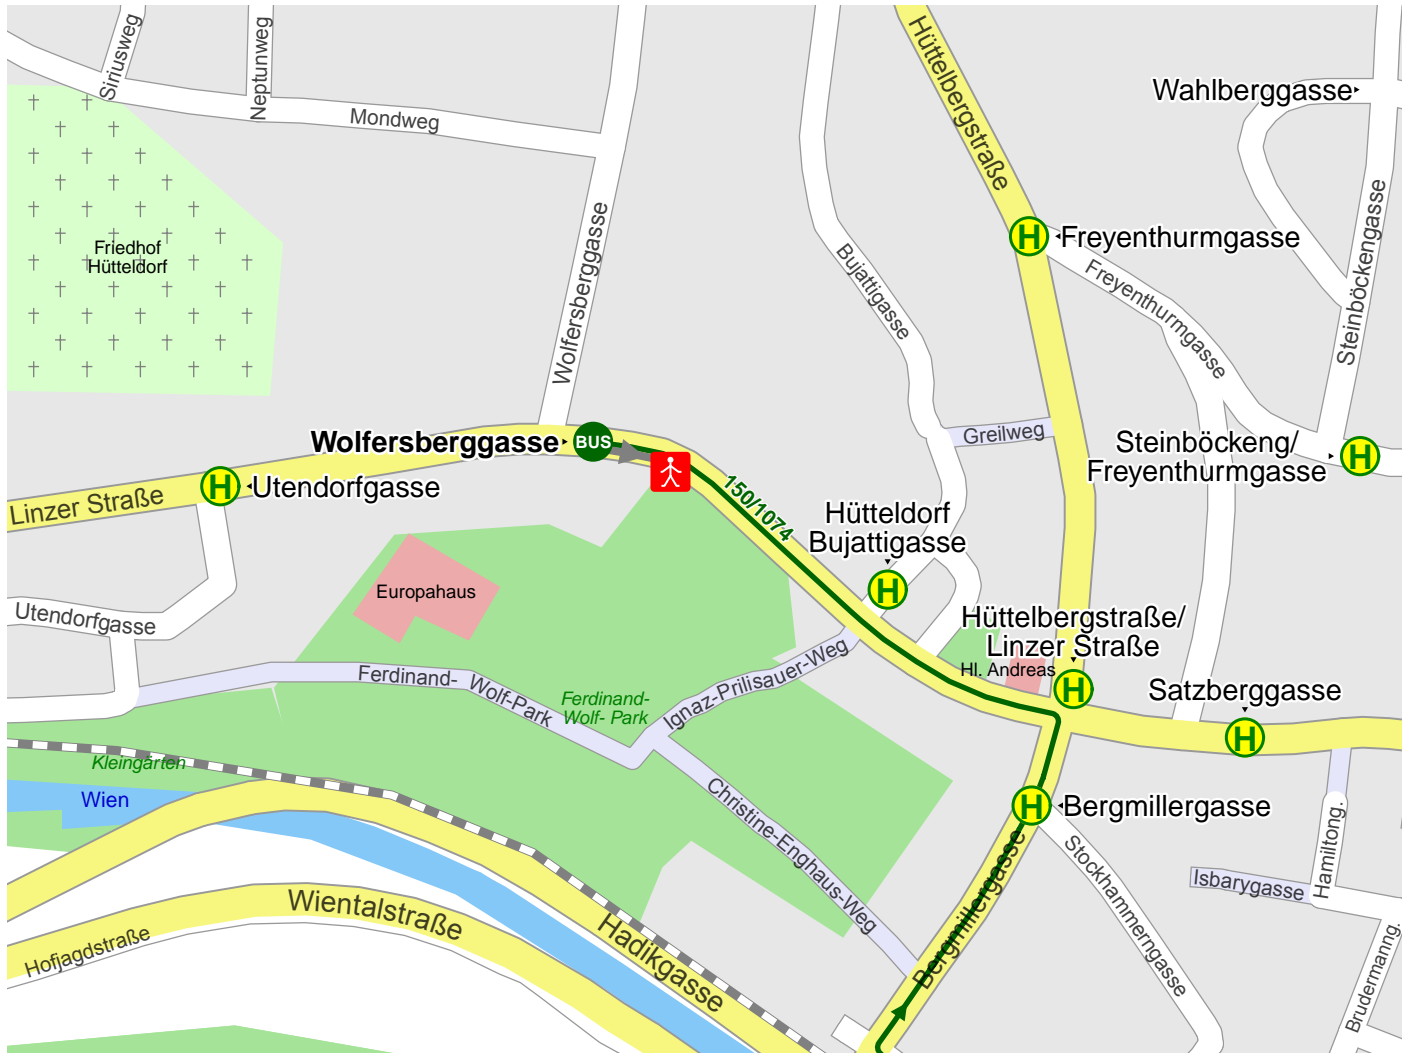 Siriusweg
Neptunweg
Mondweg
Hüttelbergstraße
Wahlberggasse
Friedhof
Hütteldorf
Wolfersberggasse
Bujattigasse
H
Freyenthurmgasse
Freyenthurmgasse
Steinböckengasse
Wolfersberggasse
BUS
Greilweg
Steinböckeng/
Freyenthurmgasse
H
H
Utendorfgasse
Linzer Straße
150/1074
Hütteldorf
Bujattigasse
H
Europahaus
Utendorfgasse
Hüttelbergstraße/
Linzer Straße
Hl. Andreas
H
Ferdinand-
Wolf-Park
Ferdinand-
Wolf- Park
Ignaz-Prilisauer-Weg
Satzberggasse
H
Kleingärten
Wien
Christine-Enghaus-Weg
H
Bergmillergasse
Bergmillergasse
Stockhammerngasse
Isbarygasse
Hamiltong.
Wientalstraße
Hofjagdstraße
Hadikgasse
Brudermanng.